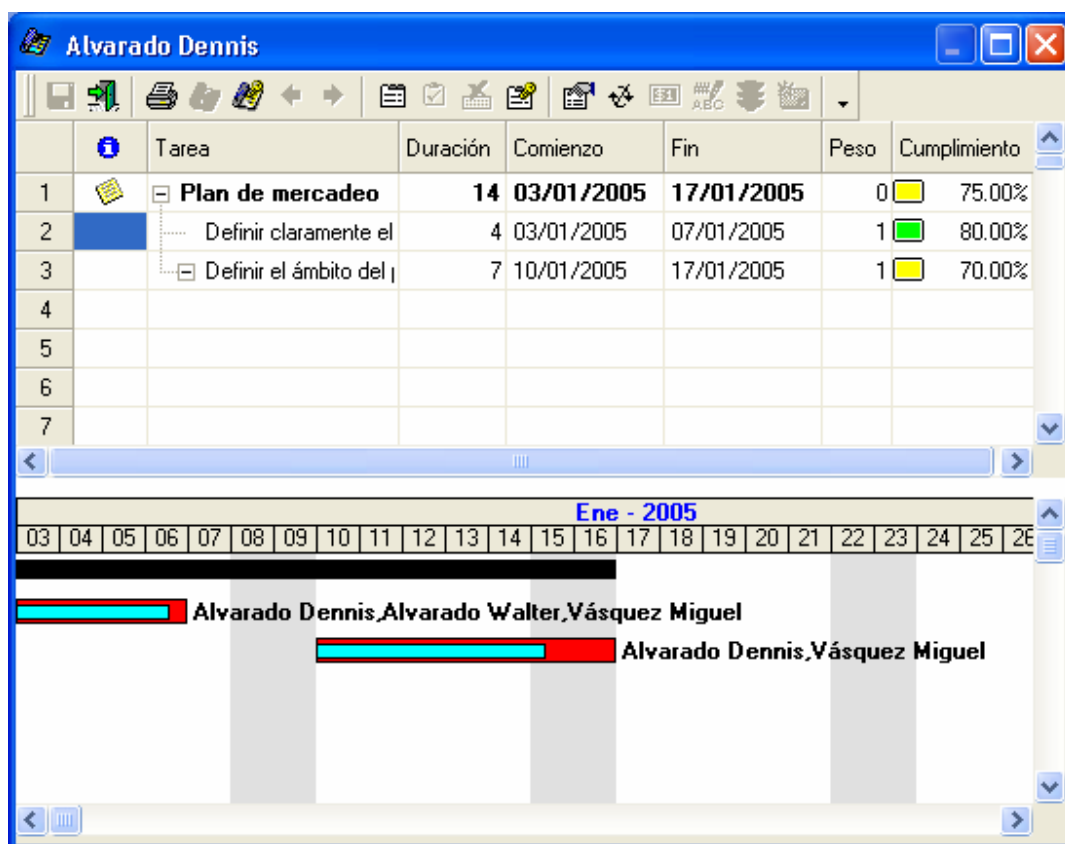 Alvarado Dennis
ABC
Tarea Duración Comienzo Fin Peso Cumplimiento
1 Plan de mercadeo 14 03/01/2005 17/01/2005 0 75.00%
2 Definir claramente el 4 03/01/2005 07/01/2005 1 80.00%
3 Definir el ámbito del 7 10/01/2005 17/01/2005 1 70.00%
4
5
6
7
Ene - 2005
03 04 05 06 07 08 09 10 11 12 13 14 15 16 17 18 19 20 21 22 23 24 25 26
Alvarado Dennis,Alvarado Walter,Vásquez Miguel
Alvarado Dennis,Vásquez Miguel